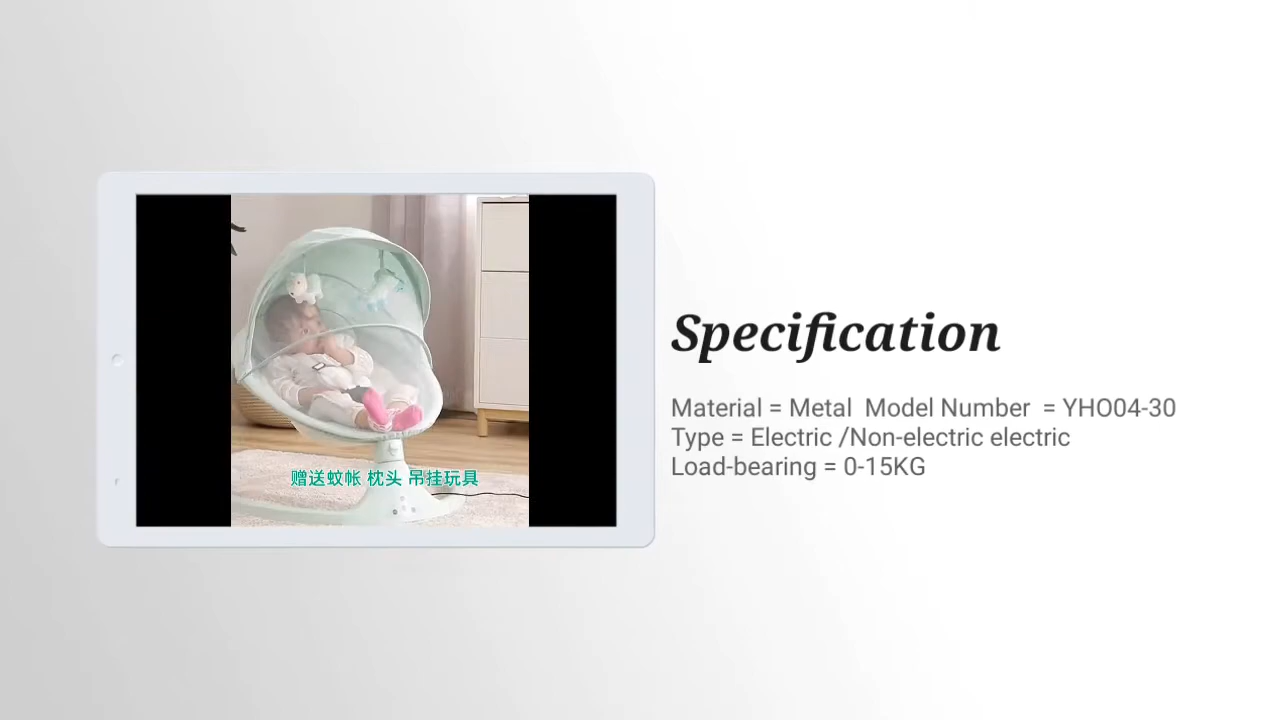 赠送蚊帐 枕头 吊挂玩具
Specification
Material = Metal  Model Number  = YHO04-30
Type = Electric /Non-electric electric
Load-bearing = 0-15KG